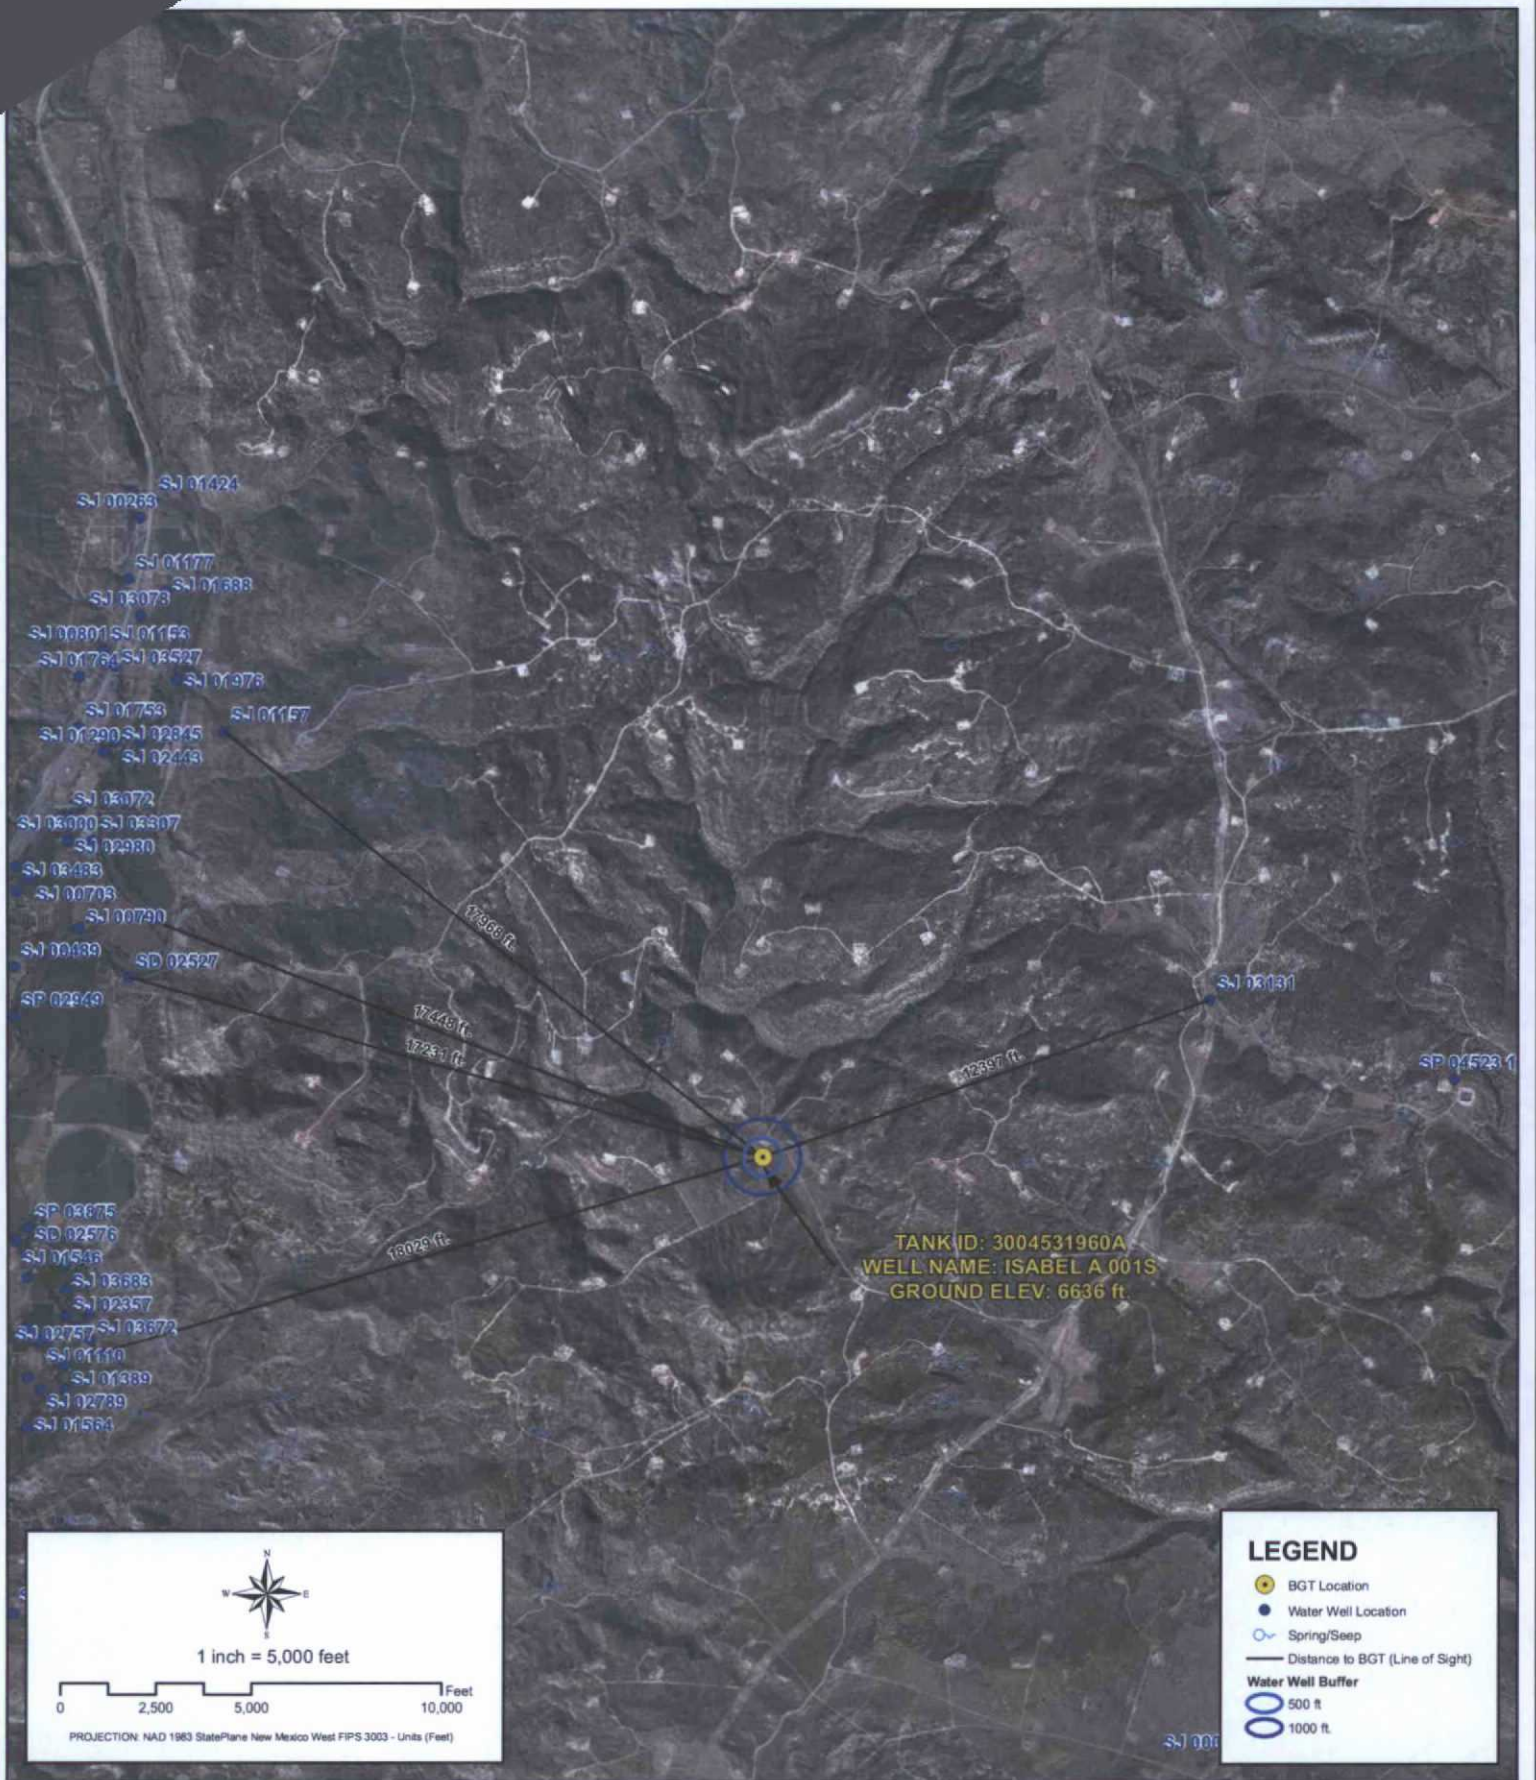 SJ 01424
SJ 00263
SJ 01177
SJ 01688
SJ 03078
SJ 00801 SJ 01153
SJ 01764 SJ 03527
SJ 01976
SJ 01753
SJ 01157
SJ 01290 SJ 02845
SJ 02443
SJ 03072
SJ 03307
SJ 02980
SJ 03483
SJ 00703
SJ 00790
17968 ft.
SJ 00489
SD 02527
SJ 03131
SP 02949
17448 ft.
17231 ft.
12397 ft.
SP 04523 1
SP 03875
SD 02576
SJ 01546
18029 ft.
TANK ID: 3004531960A
WELL NAME: ISABEL A 001S
GROUND ELEV: 6636 ft.
SJ 03683
SJ 02357
SJ 02757 SJ 03672
SJ 01110
SJ 01389
SJ 02789
SJ 01564
N
W E
S
1 inch = 5,000 feet
Feet
0 2,500 5,000 10,000
PROJECTION: NAD 1983 StatePlane New Mexico West FIPS 3003 - Units (Feet)
LEGEND
BGT Location
Water Well Location
Spring/Seep
Distance to BGT (Line of Sight)
Water Well Buffer
500 ft
1000 ft.